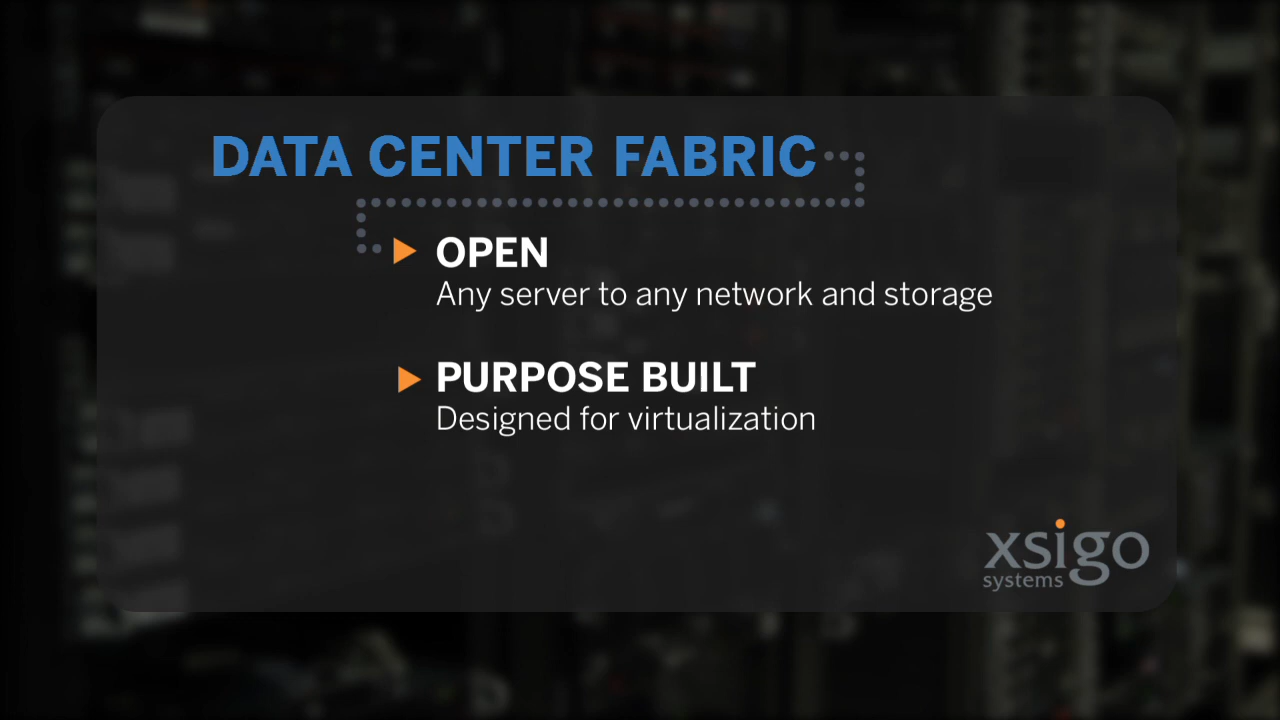 DATA CENTER FABRIC
OPEN
Any server to any network and storage
PURPOSE BUILT
Designed for virtualization
xsigo
systems